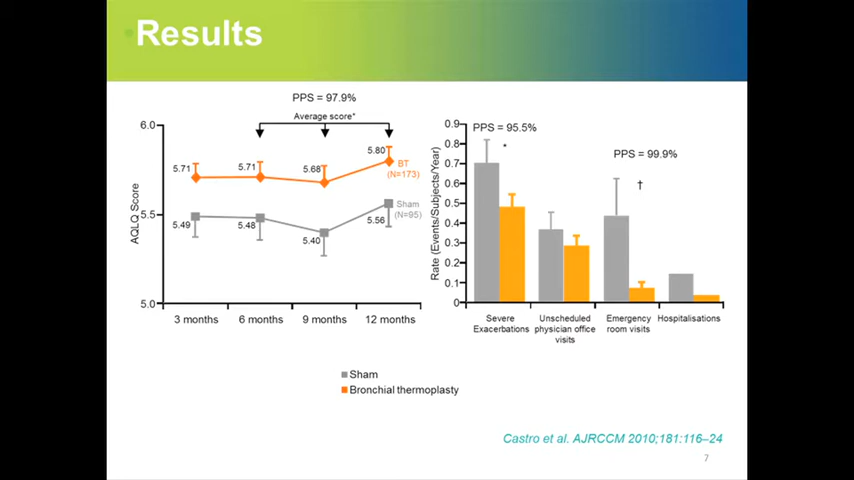 Results
PPS = 97.9%
Average score*
6.0
5.5
5.0
AQLQ Score
5.71
5.71
5.68
5.80
BT
(N=173)
5.49
5.48
5.40
5.56
Sham
(N=95)
3 months
6 months
9 months
12 months
PPS = 95.5%
*
PPS = 99.9%
†
0.9
0.8
0.7
0.6
0.5
0.4
0.3
0.2
0.1
0
Rate (Events/Subjects/Year)
Severe
Exacerbations
Unscheduled
physician office
visits
Emergency
room visits
Hospitalisations
Sham
Bronchial thermoplasty
Castro et al. AJRCCM 2010;181:116–24
7